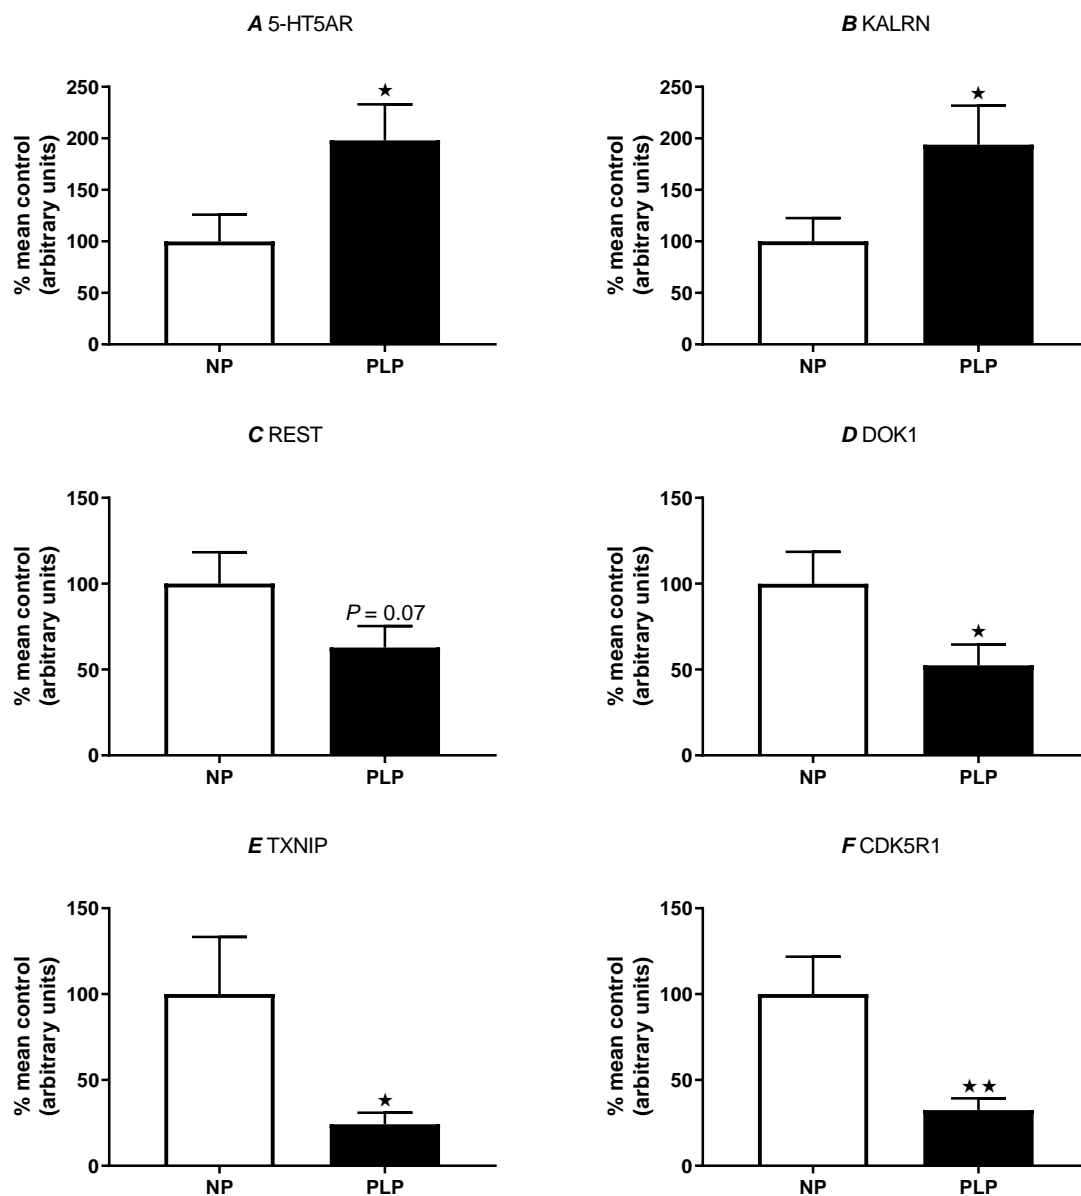 A 5-HT5AR
% mean control
(arbitrary units)
250
200
150
100
50
0
★
NP
PLP
B KALRN
% mean control
(arbitrary units)
250
200
150
100
50
0
★
NP
PLP
C REST
% mean control
(arbitrary units)
150
100
50
0
P = 0.07
NP
PLP
D DOK1
% mean control
(arbitrary units)
150
100
50
0
★
NP
PLP
E TXNIP
% mean control
(arbitrary units)
150
100
50
0
★
NP
PLP
F CDK5R1
% mean control
(arbitrary units)
150
100
50
0
★★
NP
PLP